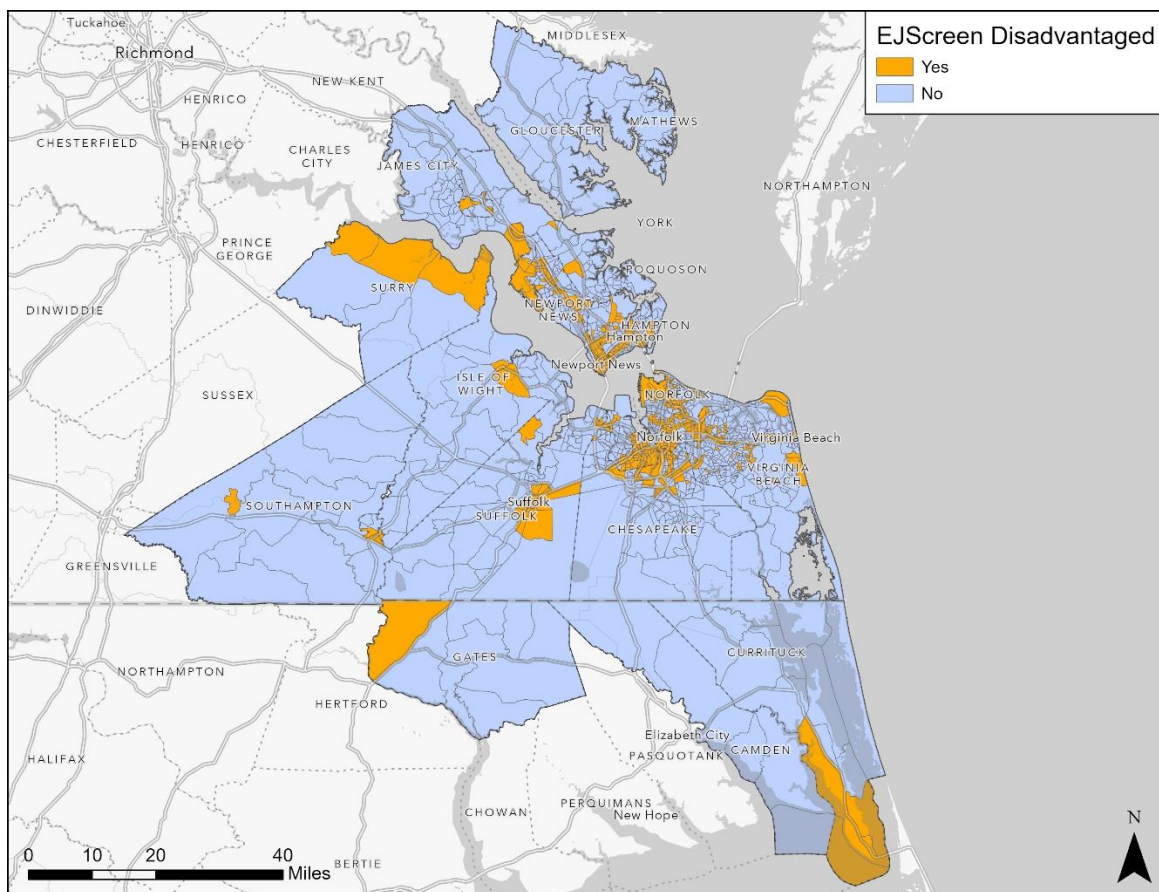 EJScreen Disadvantaged
Yes
No
Tuckahoe
Richmond
MIDDLESEX
NEW KENT
HENRICO
GLOUCESTER
MATHEWS
CHESTERFIELD
HENRICO
CHARLES
CITY
JAMES CITY
NORTHAMPTON
YORK
PRINCE
GEORGE
POQUOSON
SURRY
DINWIDDIE
NEWPORT
NEWS
HAMPTON
Hampton
Newport News
ISLE OF
WIGHT
SUSSEX
NORFOLK
Norfolk
Virginia Beach
VIRGINIA
BEACH
SOUTHAMPTON
Suffolk
SUFFOLK
CHESAPEAKE
GREENSVILLE
GATES
CURRITUCK
NORTHAMPTON
HERTFORD
Elizabeth City
CAMDEN
PASQUOTANK
HALIFAX
PERQUIMANS
New Hope
CHOWAN
BERTIE
N
0 10 20 40
Miles